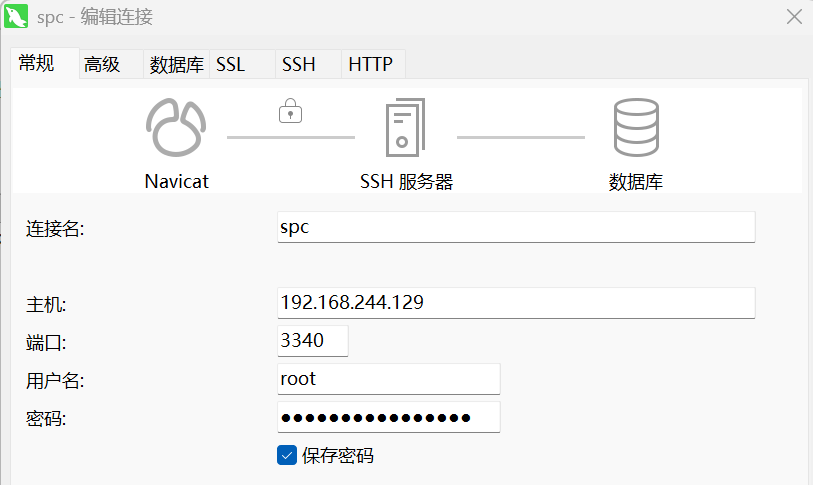 spc - 编辑连接
常规 高级 数据库 SSL SSH HTTP
Navicat SSH 服务器 数据库
连接名: spc
主机: 192.168.244.129
端口: 3340
用户名: root
密码: ●●●●●●●●●●●●●●●●
保存密码